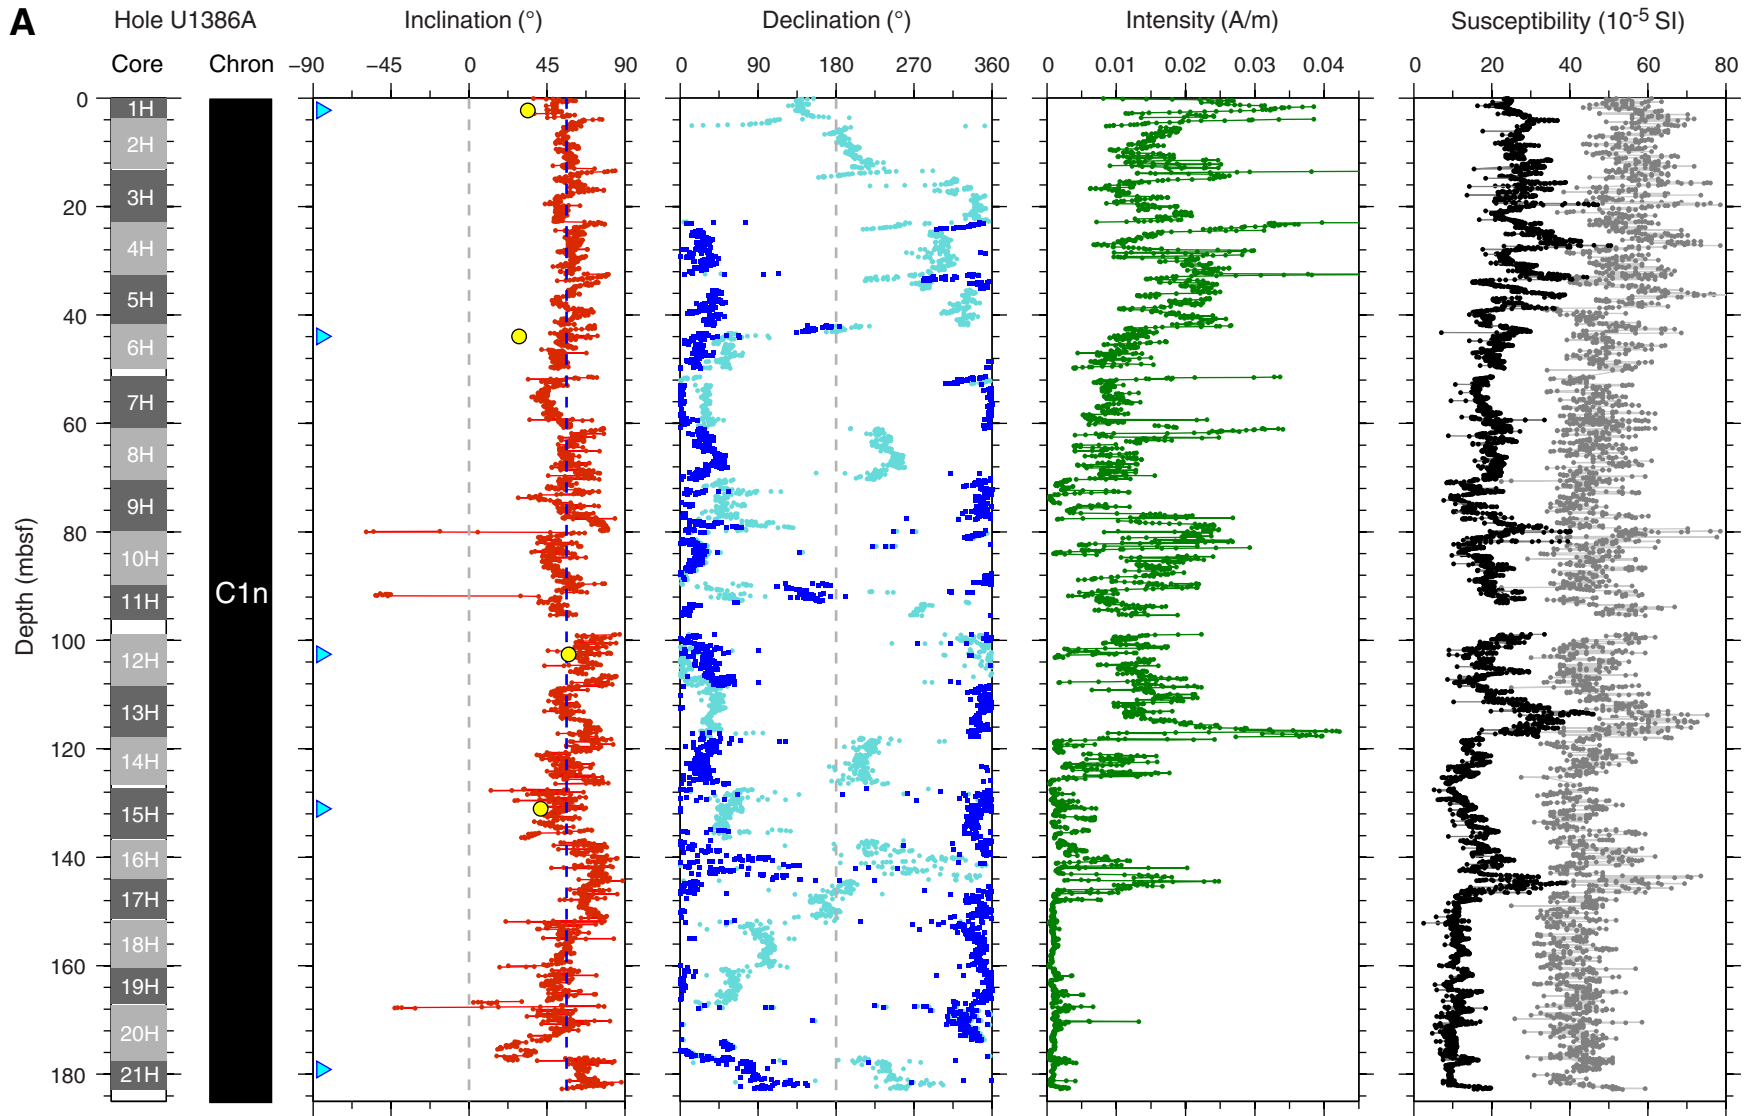 A
Hole U1386A
Inclination (°)
Declination (°)
Intensity (A/m)
Susceptibility (10-5 SI)
Core
Chron
−90 −45 0 45 90
0 90 180 270 360
0 0.01 0.02 0.03 0.04
0 20 40 60 80
0
20
40
60
80
100
120
140
160
180
Depth (mbsf)
1H
2H
3H
4H
5H
6H
7H
8H
9H
10H
11H
12H
13H
14H
15H
16H
17H
18H
19H
20H
21H
C1n